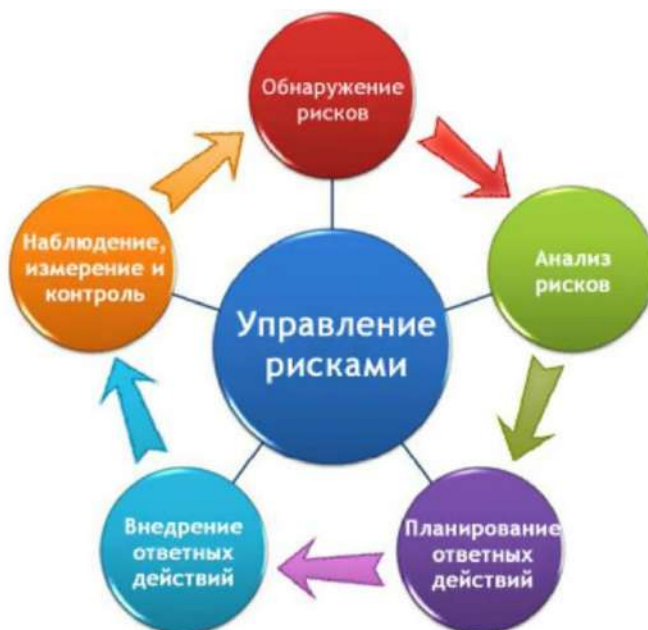 Обнаружение
рисков
Анализ
рисков
Планирование
ответных
действий
Внедрение
ответных
действий
Наблюдение,
измерение и
контроль
Управление
рисками